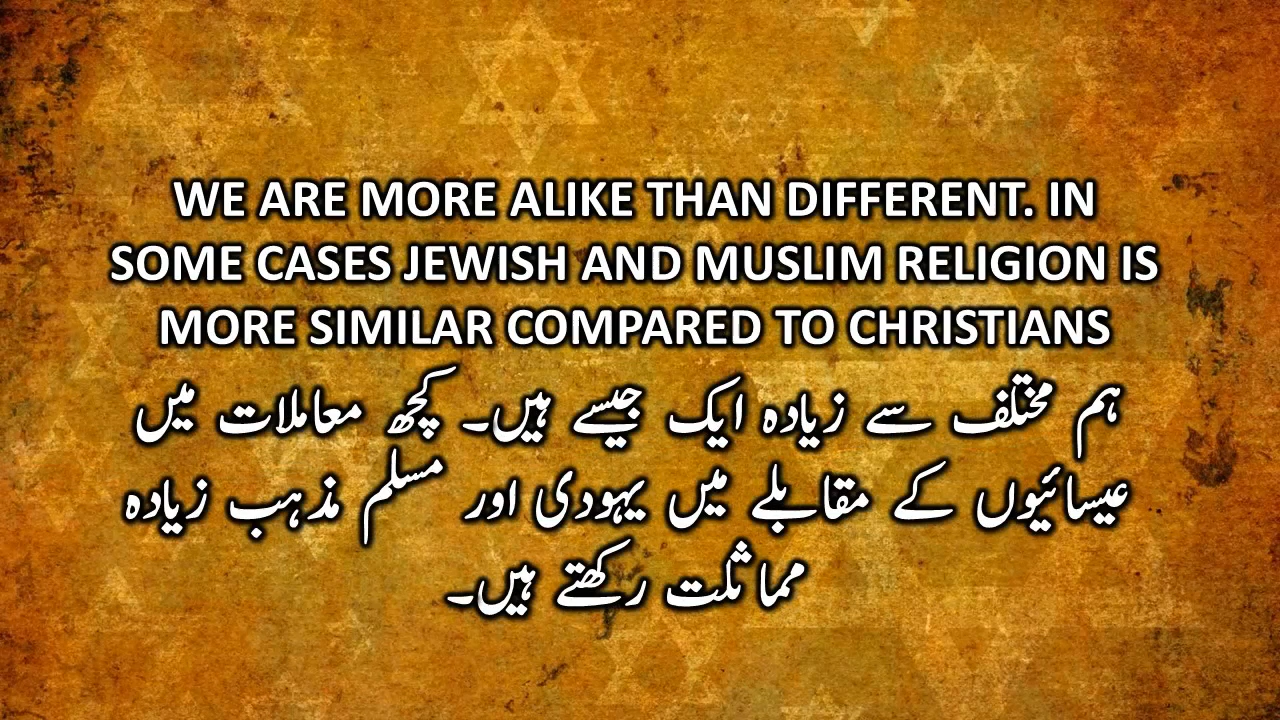 WE ARE MORE ALIKE THAN DIFFERENT. IN
SOME CASES JEWISH AND MUSLIM RELIGION IS
MORE SIMILAR COMPARED TO CHRISTIANS
ہم مختلف سے زیادہ ایک جیسے ہیں۔ کچھ معاملات میں
عیسائیوں کے مقابلے میں یہودی اور مسلم مذہب زیادہ
مماثلت رکھتے ہیں۔